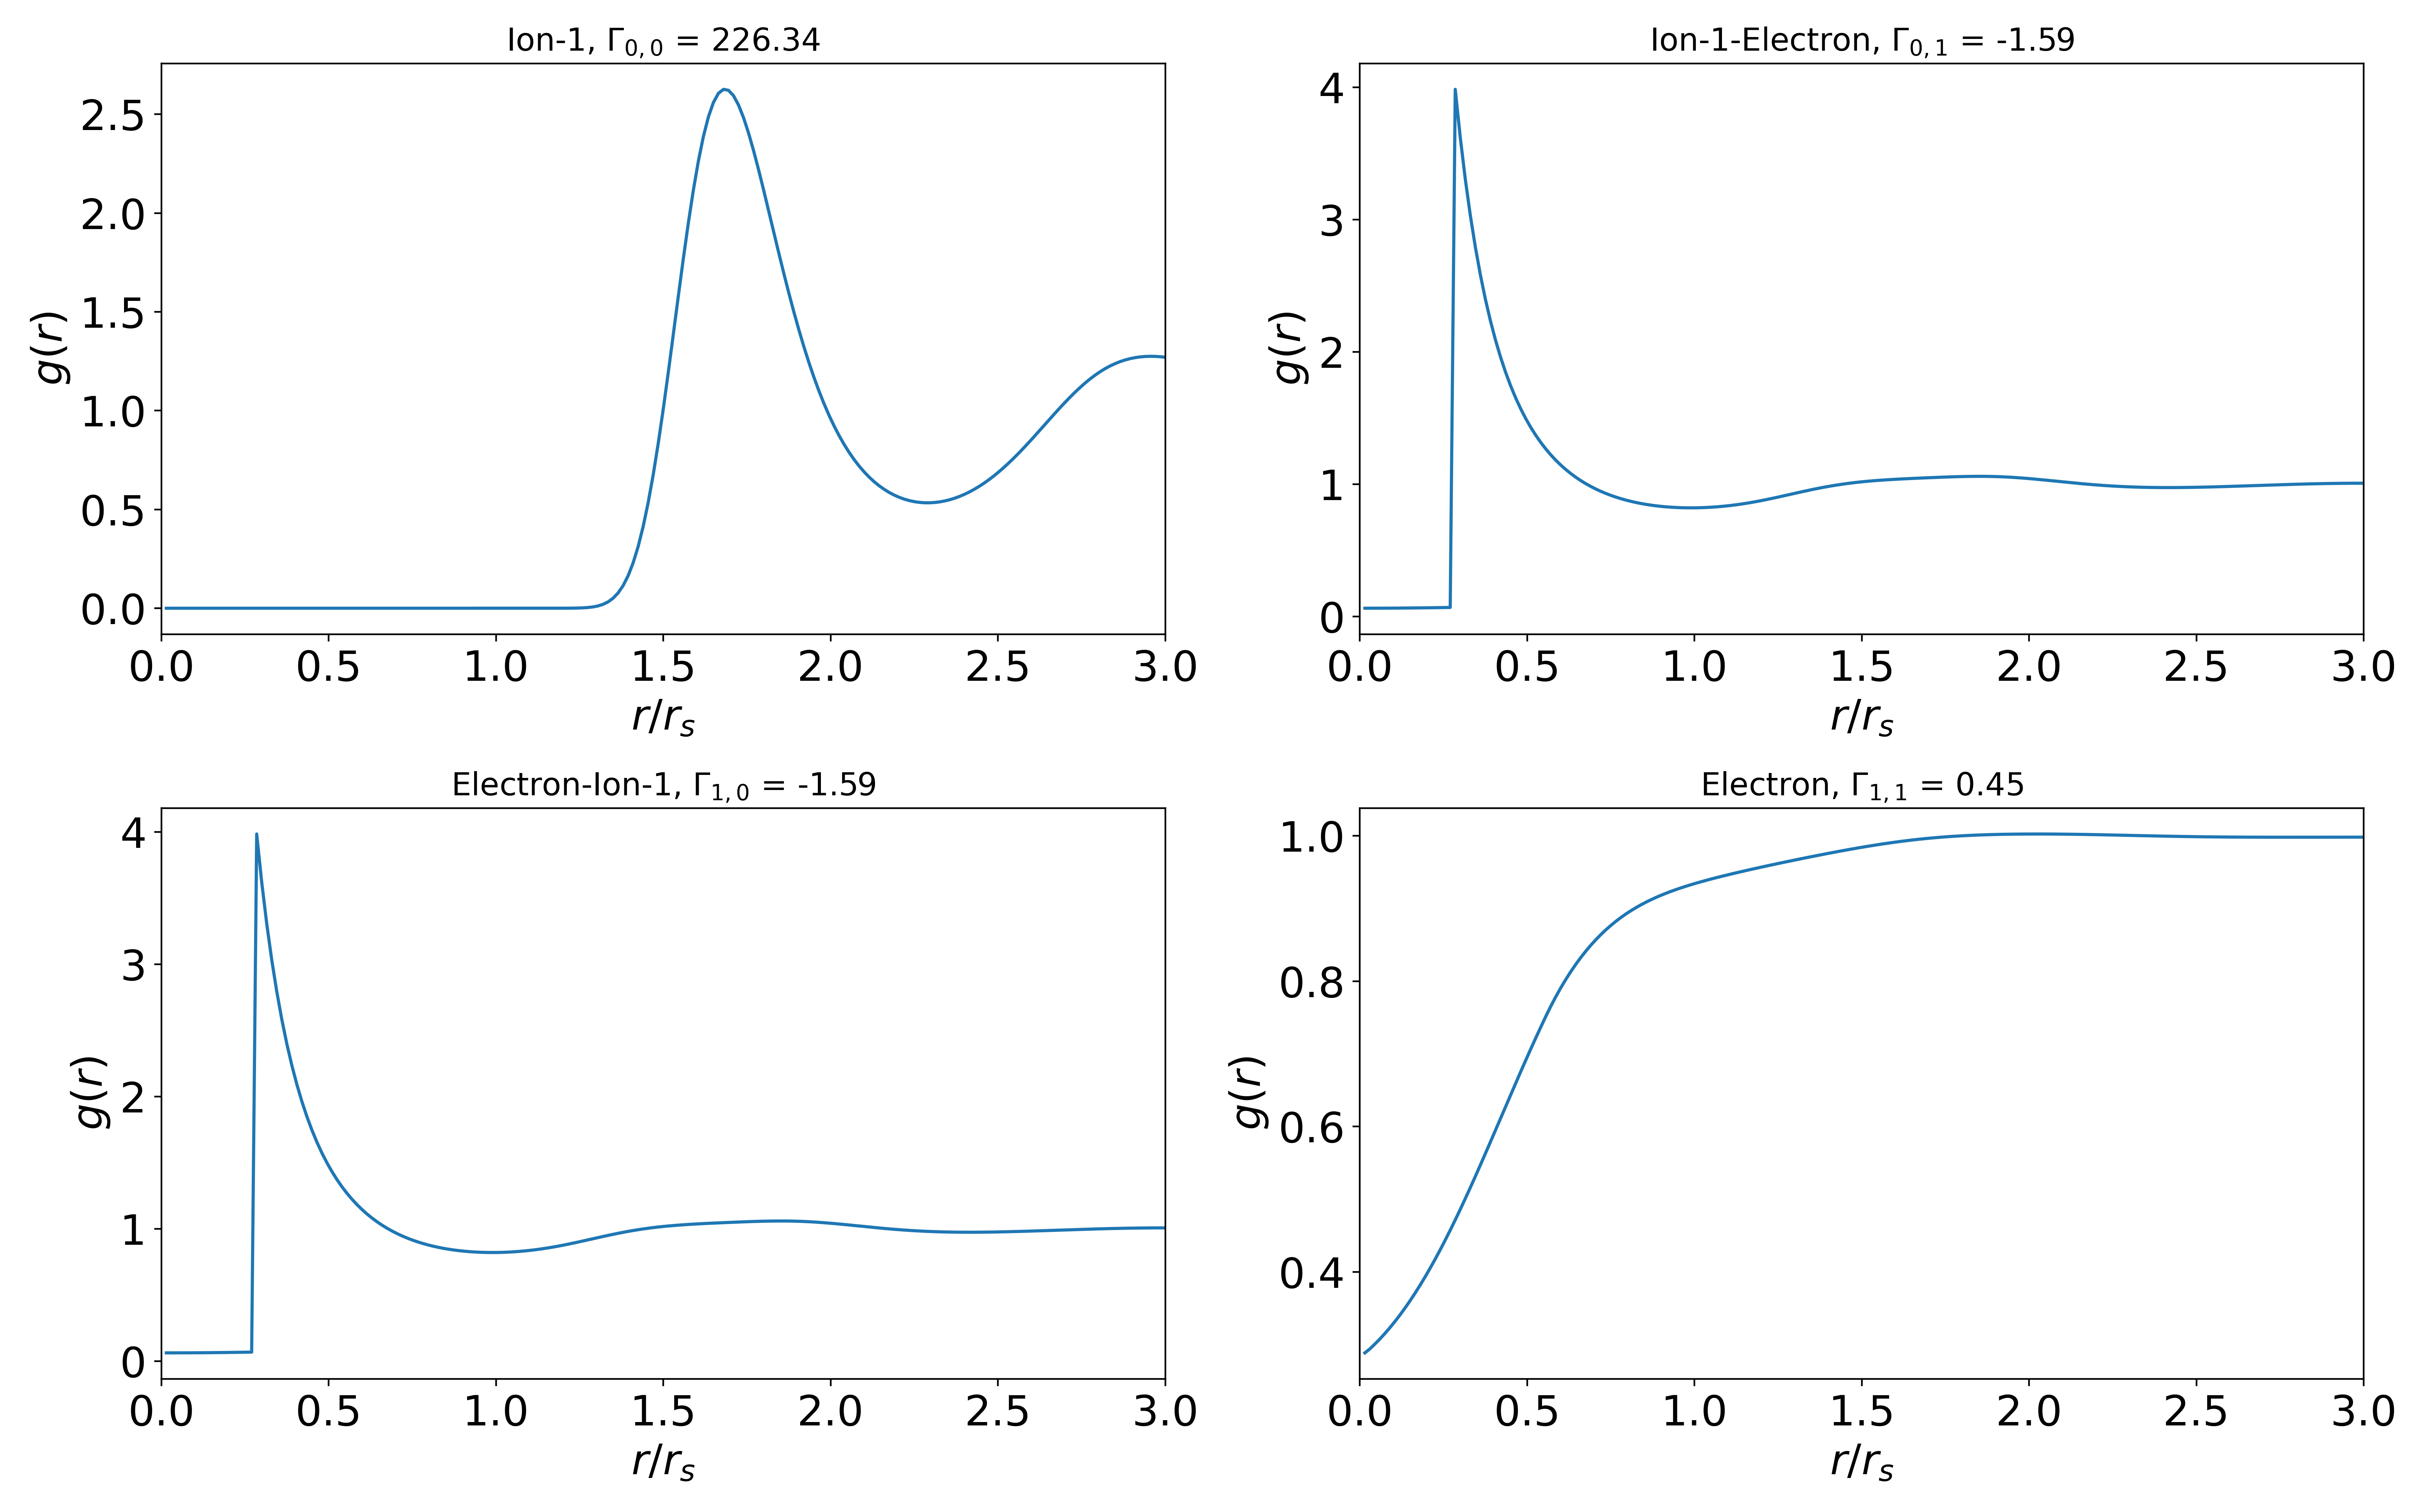 Ion-1, Γ0,0 = 226.34
g(r)
2.5
2.0
1.5
1.0
0.5
0.0
0.0 0.5 1.0 1.5 2.0 2.5 3.0
r/rs
Ion-1-Electron, Γ0,1 = -1.59
g(r)
4
3
2
1
0
0.0 0.5 1.0 1.5 2.0 2.5 3.0
r/rs
Electron-Ion-1, Γ1,0 = -1.59
g(r)
4
3
2
1
0
0.0 0.5 1.0 1.5 2.0 2.5 3.0
r/rs
Electron, Γ1,1 = 0.45
g(r)
1.0
0.8
0.6
0.4
0.0 0.5 1.0 1.5 2.0 2.5 3.0
r/rs